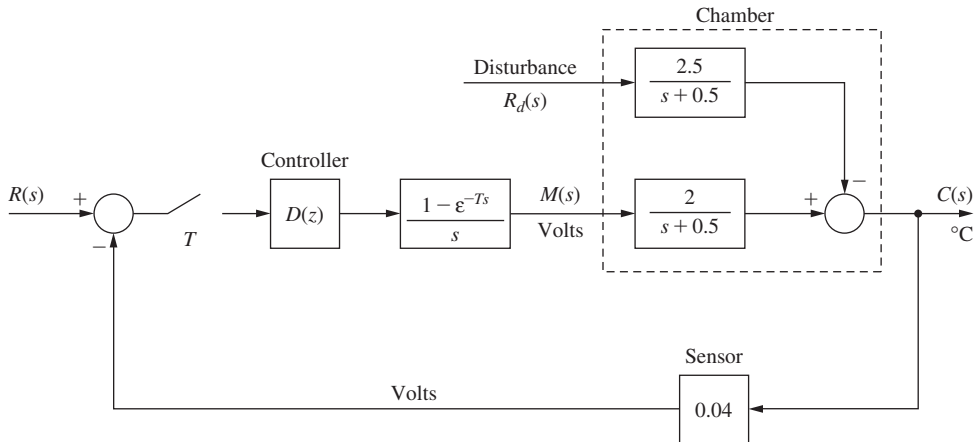 Chamber
Disturbance
R_d(s)
2.5
s + 0.5
−
Controller
R(s)
+
−
T
D(z)
1 − ε^{−Ts}
s
M(s)
Volts
2
s + 0.5
+
C(s)
°C
Sensor
Volts
0.04